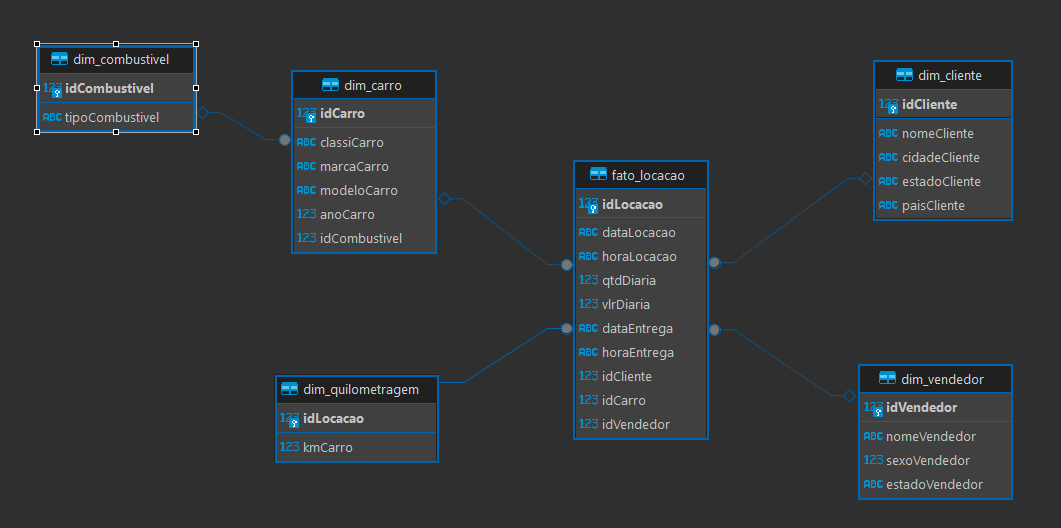 dim_combustivel
123 idCombustivel
ABC tipoCombustivel
dim_carro
123 idCarro
ABC classiCarro
ABC marcaCarro
ABC modeloCarro
123 anoCarro
123 idCombustivel
fato_locacao
123 idLocacao
ABC dataLocacao
ABC horaLocacao
123 qtdDiaria
123 vlrDiaria
ABC dataEntrega
ABC horaEntrega
123 idCliente
123 idCarro
123 idVendedor
dim_cliente
123 idCliente
ABC nomeCliente
ABC cidadeCliente
ABC estadoCliente
ABC paisCliente
dim_quilometragem
123 idLocacao
123 kmCarro
dim_vendedor
123 idVendedor
ABC nomeVendedor
123 sexoVendedor
ABC estadoVendedor